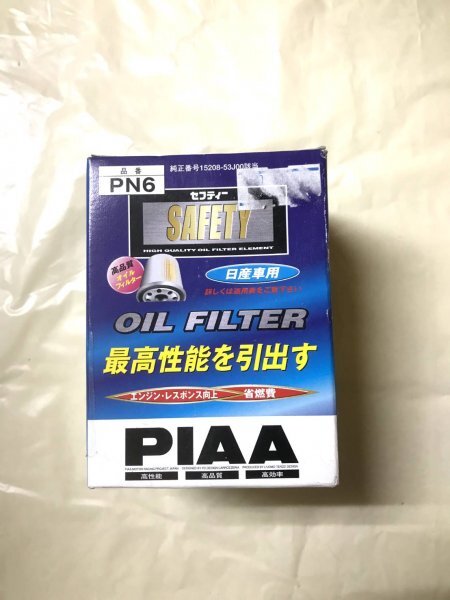 品番
PN6
純正番号15208-53J00該当
セフティー
SAFETY
HIGH QUALITY OIL FILTER ELEMENT
高品質
オイル
フィルター
日産車用
詳しくは適用表をご覧下さい
OIL FILTER
最高性能を引出す
エンジン・レスポンス向上
省燃費
PIAA
高性能
高品質
高効率